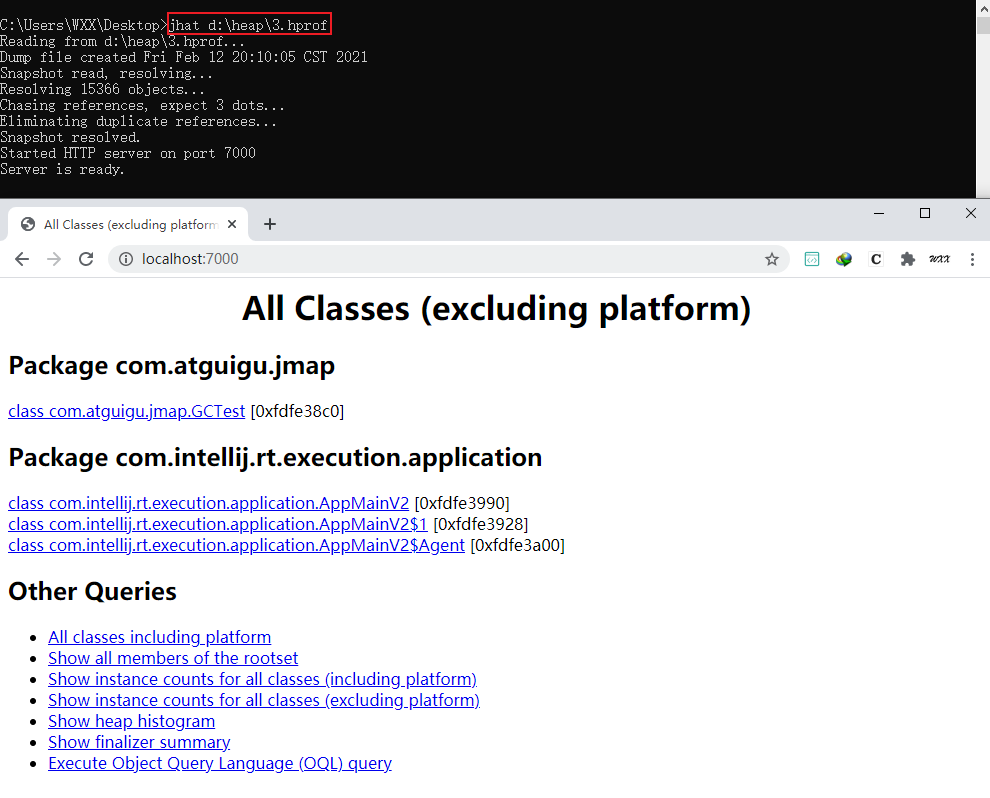 C:\Users\WXX\Desktop>jhat d:\heap\3.hprof
Reading from d:\heap\3.hprof...
Dump file created Fri Feb 12 20:10:05 CST 2021
Snapshot read, resolving...
Resolving 15366 objects...
Chasing references, expect 3 dots...
Eliminating duplicate references...
Snapshot resolved.
Started HTTP server on port 7000
Server is ready.
All Classes (excluding platform
localhost:7000
C
WXX
All Classes (excluding platform)
Package com.atguigu.jmap
class com.atguigu.jmap.GCTest [0xfdfe38c0]
Package com.intellij.rt.execution.application
class com.intellij.rt.execution.application.AppMainV2 [0xfdfe3990]
class com.intellij.rt.execution.application.AppMainV2$1 [0xfdfe3928]
class com.intellij.rt.execution.application.AppMainV2$Agent [0xfdfe3a00]
Other Queries
All classes including platform
Show all members of the rootset
Show instance counts for all classes (including platform)
Show instance counts for all classes (excluding platform)
Show heap histogram
Show finalizer summary
Execute Object Query Language (OQL) query